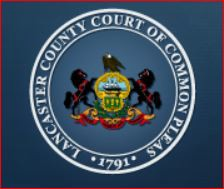 LANCASTER COUNTY COURT OF COMMON PLEAS
•1791•